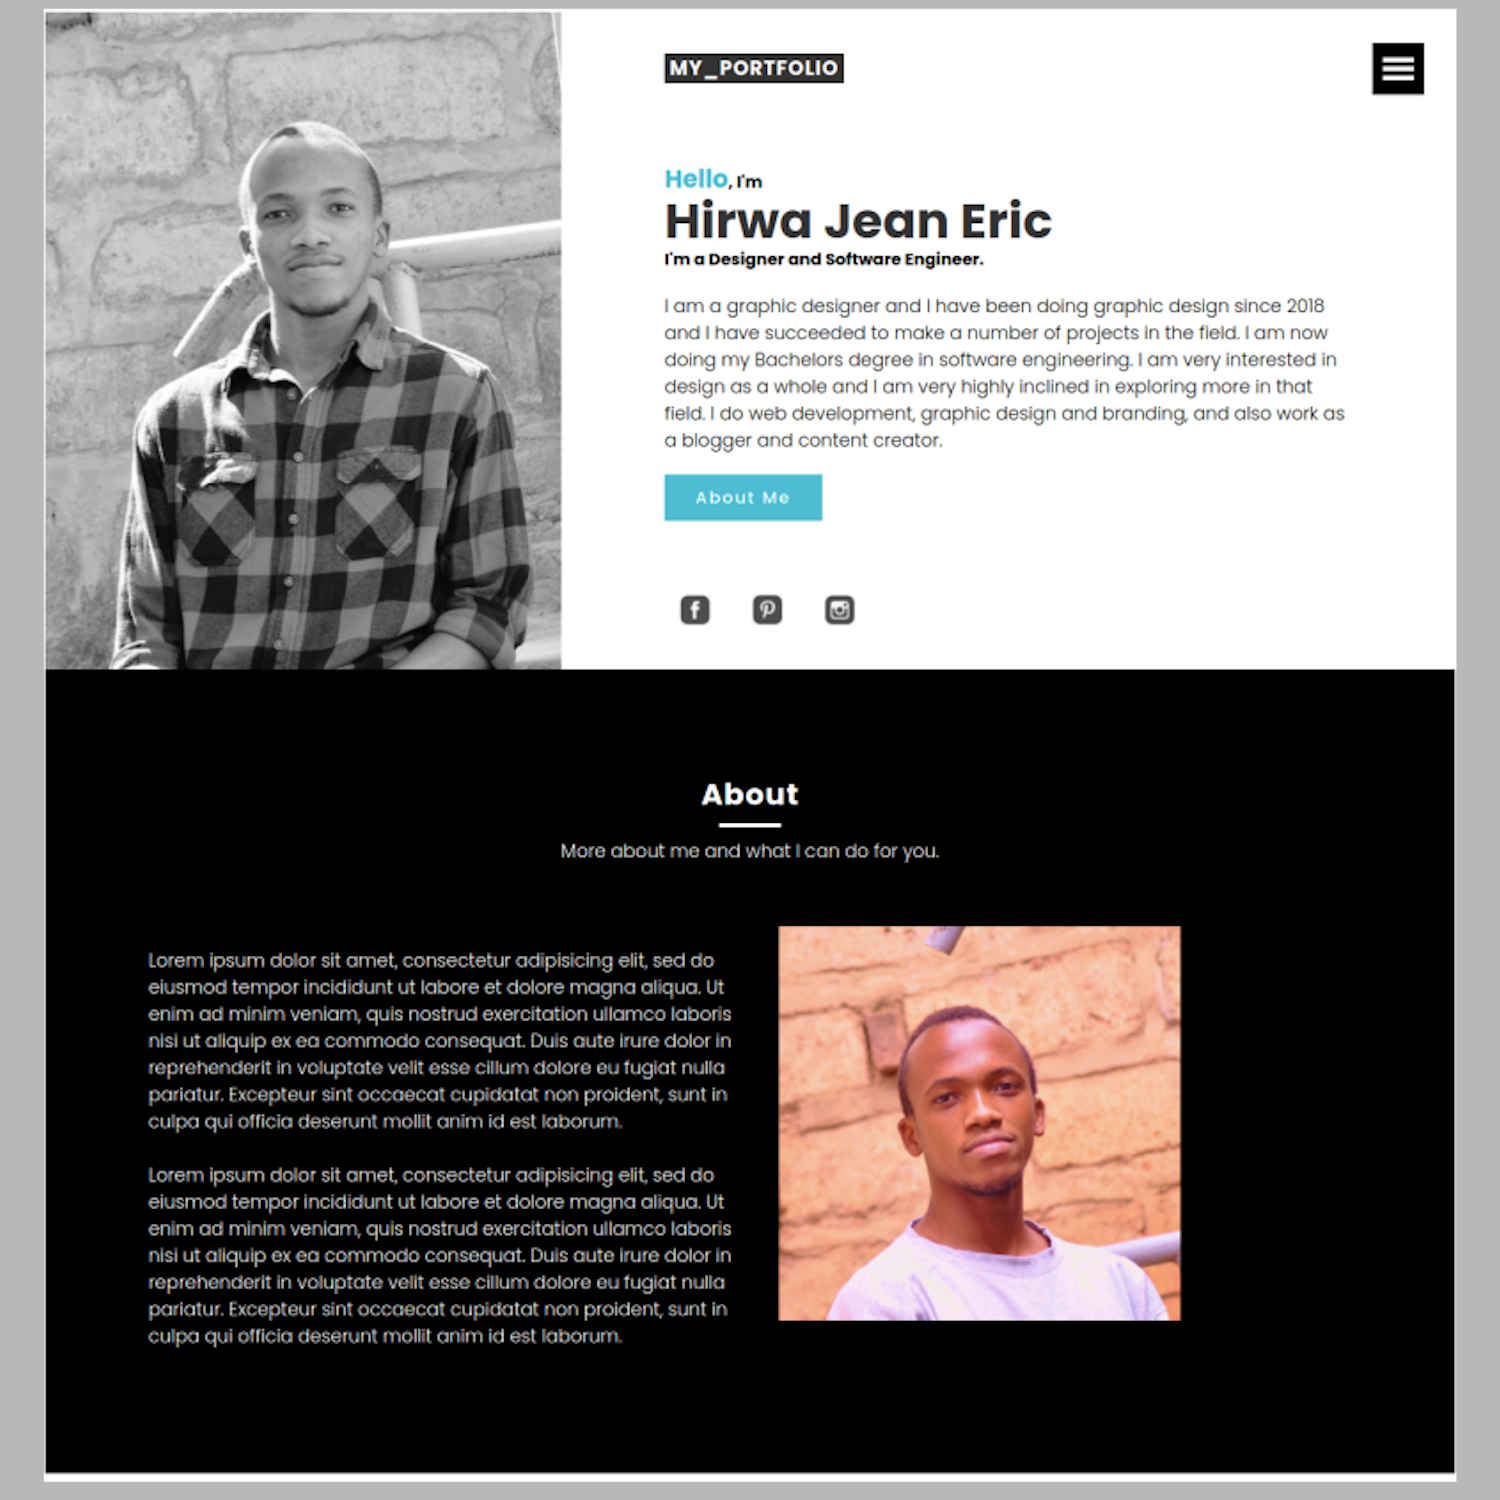 MY_PORTFOLIO
Hello, I'm
Hirwa Jean Eric
I'm a Designer and Software Engineer.
I am a graphic designer and I have been doing graphic design since 2018
and I have succeeded to make a number of projects in the field. I am now
doing my Bachelors degree in software engineering. I am very interested in
design as a whole and I am very highly inclined in exploring more in that
field. I do web development, graphic design and branding, and also work as
a blogger and content creator.
About Me
About
More about me and what I can do for you.
Lorem ipsum dolor sit amet, consectetur adipisicing elit, sed do
eiusmod tempor incididunt ut labore et dolore magna aliqua. Ut
enim ad minim veniam, quis nostrud exercitation ullamco laboris
nisi ut aliquip ex ea commodo consequat. Duis aute irure dolor in
reprehenderit in voluptate velit esse cillum dolore eu fugiat nulla
pariatur. Excepteur sint occaecat cupidatat non proident, sunt in
culpa qui officia deserunt mollit anim id est laborum.
Lorem ipsum dolor sit amet, consectetur adipisicing elit, sed do
eiusmod tempor incididunt ut labore et dolore magna aliqua. Ut
enim ad minim veniam, quis nostrud exercitation ullamco laboris
nisi ut aliquip ex ea commodo consequat. Duis aute irure dolor in
reprehenderit in voluptate velit esse cillum dolore eu fugiat nulla
pariatur. Excepteur sint occaecat cupidatat non proident, sunt in
culpa qui officia deserunt mollit anim id est laborum.